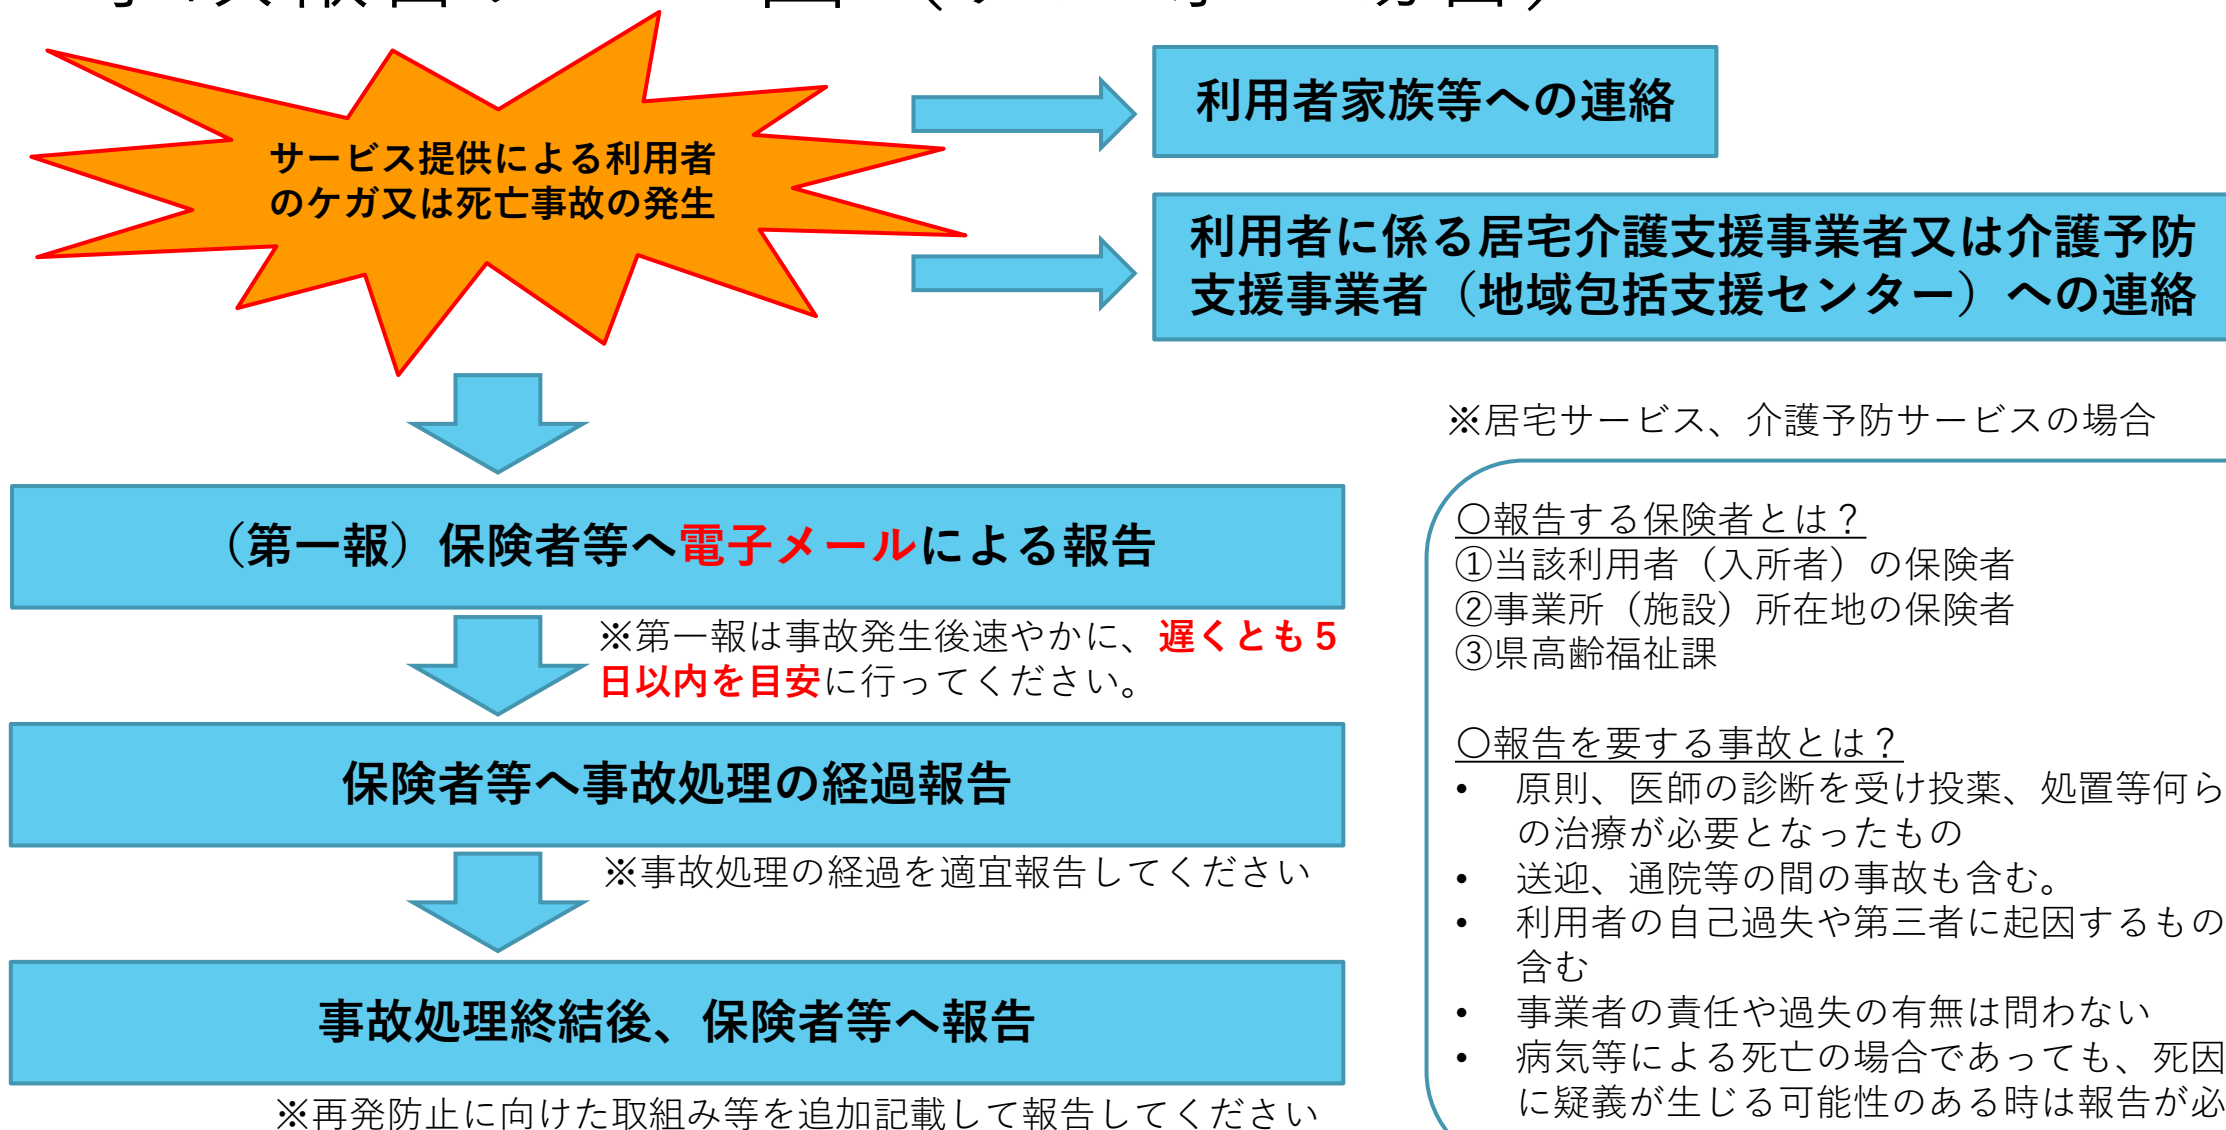 サービス提供による利用者
のケガ又は死亡事故の発生
利用者家族等への連絡
利用者に係る居宅介護支援事業者又は介護予防
支援事業者（地域包括支援センター）への連絡
※居宅サービス、介護予防サービスの場合
（第一報）保険者等へ電子メールによる報告
※第一報は事故発生後速やかに、遅くとも５
日以内を目安に行ってください。
保険者等へ事故処理の経過報告
※事故処理の経過を適宜報告してください
事故処理終結後、保険者等へ報告
※再発防止に向けた取組み等を追加記載して報告してください
〇報告する保険者とは？
①当該利用者（入所者）の保険者
②事業所（施設）所在地の保険者
③県高齢福祉課
〇報告を要する事故とは？
• 原則、医師の診断を受け投薬、処置等何ら
の治療が必要となったもの
• 送迎、通院等の間の事故も含む。
• 利用者の自己過失や第三者に起因するもの
含む
• 事業者の責任や過失の有無は問わない
• 病気等による死亡の場合であっても、死因
に疑義が生じる可能性のある時は報告が必